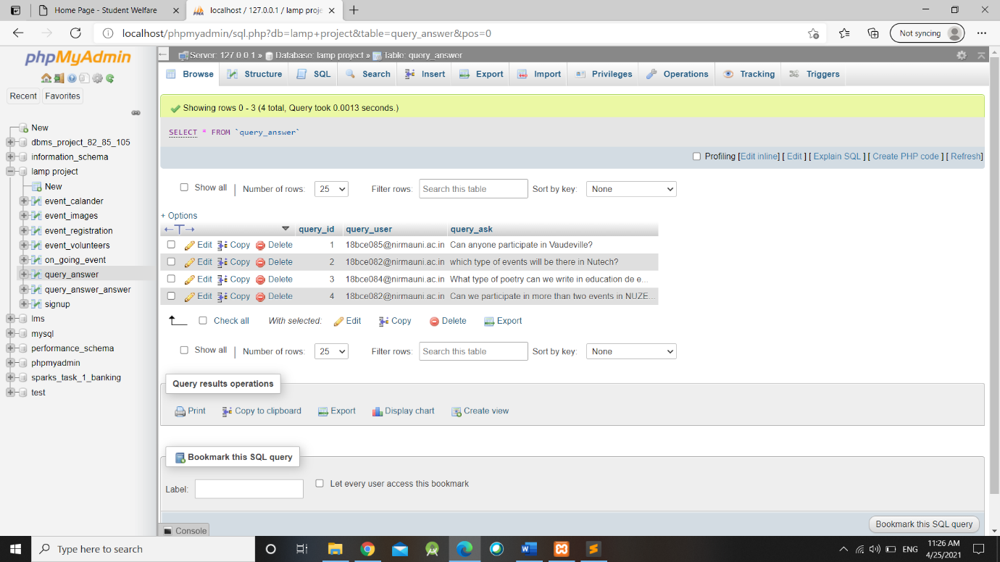 Home Page - Student Welfare
localhost / 127.0.0.1 / lamp proje
localhost/phpmyadmin/sql.php?db=lamp+project&table=query_answer&pos=0
Not syncing
phpMyAdmin
Recent
Favorites
New
dbms_project_82_85_105
information_schema
lamp project
New
event_calander
event_images
event_registration
event_volunteers
on_going_event
query_answer
query_answer_answer
signup
lms
mysql
performance_schema
phpmyadmin
sparks_task_1_banking
test
Server: 127.0.0.1 » Database: lamp project » Table: query_answer
Browse Structure SQL Search Insert Export Import Privileges Operations Tracking Triggers
Showing rows 0 - 3 (4 total, Query took 0.0013 seconds.)
SELECT * FROM `query_answer`
Profiling [Edit inline] [ Edit ] [ Explain SQL ] [ Create PHP code ] [ Refresh]
Show all | Number of rows: 25 Filter rows: Search this table Sort by key: None
+ Options
query_id query_user query_ask
Edit Copy Delete 1 18bce085@nirmauni.ac.in Can anyone participate in Vaudeville?
Edit Copy Delete 2 18bce082@nirmauni.ac.in which type of events will be there in Nutech?
Edit Copy Delete 3 18bce084@nirmauni.ac.in What type of poetry can we write in education de e...
Edit Copy Delete 4 18bce082@nirmauni.ac.in Can we participate in more than two events in NUZE...
Check all With selected: Edit Copy Delete Export
Show all | Number of rows: 25 Filter rows: Search this table Sort by key: None
Query results operations
Print Copy to clipboard Export Display chart Create view
Bookmark this SQL query
Label: Let every user access this bookmark
Bookmark this SQL query
Console
Type here to search
ENG
11:26 AM
4/25/2021